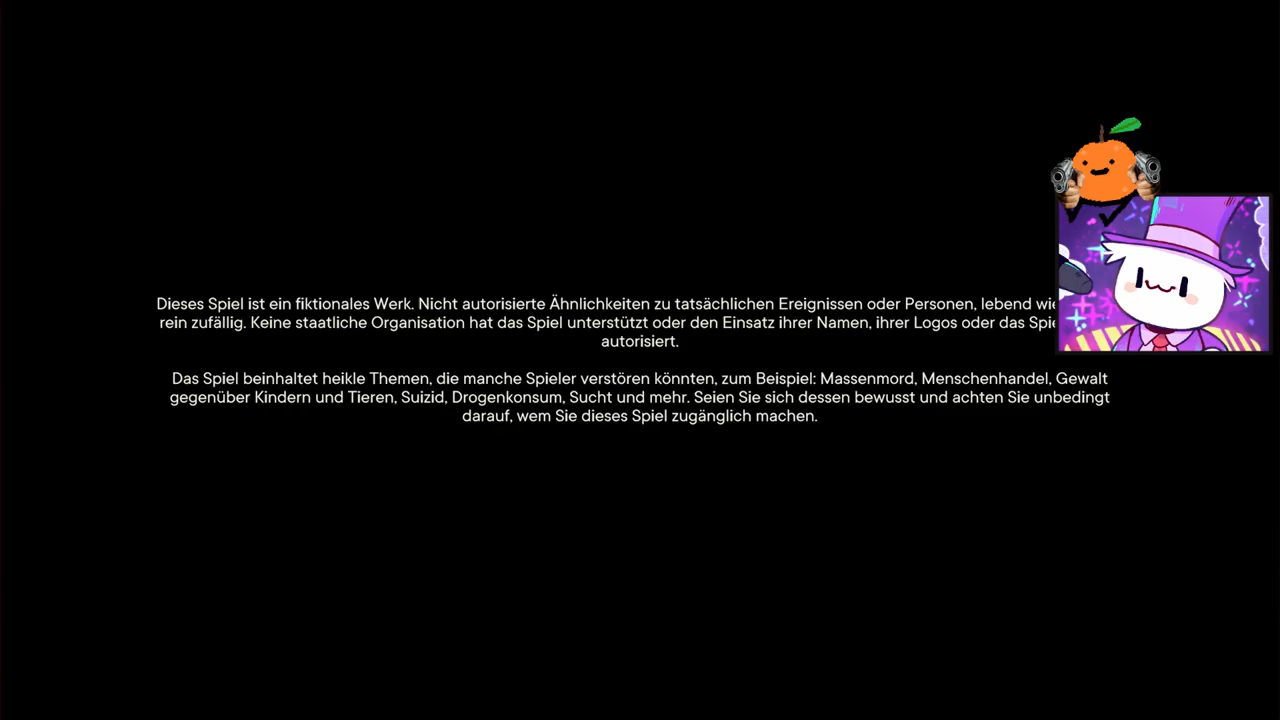 Dieses Spiel ist ein fiktionales Werk. Nicht autorisierte Ähnlichkeiten zu tatsächlichen Ereignissen oder Personen, lebend
rein zufällig. Keine staatliche Organisation hat das Spiel unterstützt oder den Einsatz ihrer Namen, ihrer Logos oder das
autorisiert.
Das Spiel beinhaltet heikle Themen, die manche Spieler verstören könnten, zum Beispiel: Massenmord, Menschenhandel, Gewalt
gegenüber Kindern und Tieren, Suizid, Drogenkonsum, Sucht und mehr. Seien Sie sich dessen bewusst und achten Sie unbedingt
darauf, wem Sie dieses Spiel zugänglich machen.